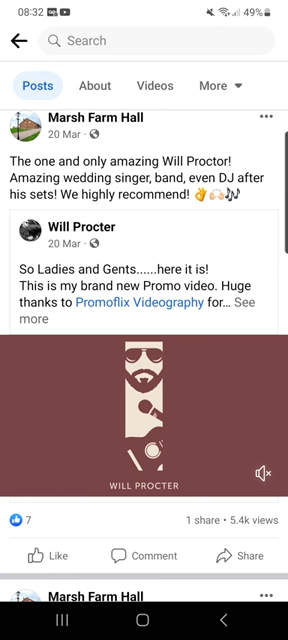 08:32 49%
Search
Posts About Videos More
Marsh Farm Hall
20 Mar
The one and only amazing Will Proctor!
Amazing wedding singer, band, even DJ after
his sets! We highly recommend! 👌🏻🙌🏻🎶
Will Procter
20 Mar
So Ladies and Gents......here it is!
This is my brand new Promo video. Huge
thanks to Promoflix Videography for... See
more
WILL PROCTER
7 1 share • 5.4k views
Like Comment Share
Marsh Farm Hall